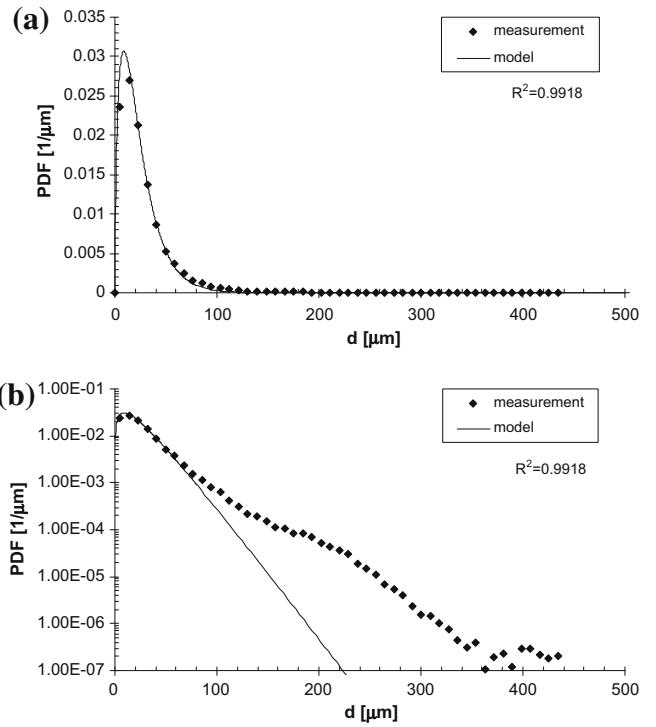 (a)
0.035
0.03
0.025
0.02
0.015
0.01
0.005
0
PDF [1/µm]
measurement
model
R²=0.9918
0 100 200 300 400 500
d [µm]
(b)
1.00E-01
1.00E-02
1.00E-03
1.00E-04
1.00E-05
1.00E-06
1.00E-07
PDF [1/µm]
measurement
model
R²=0.9918
0 100 200 300 400 500
d [µm]